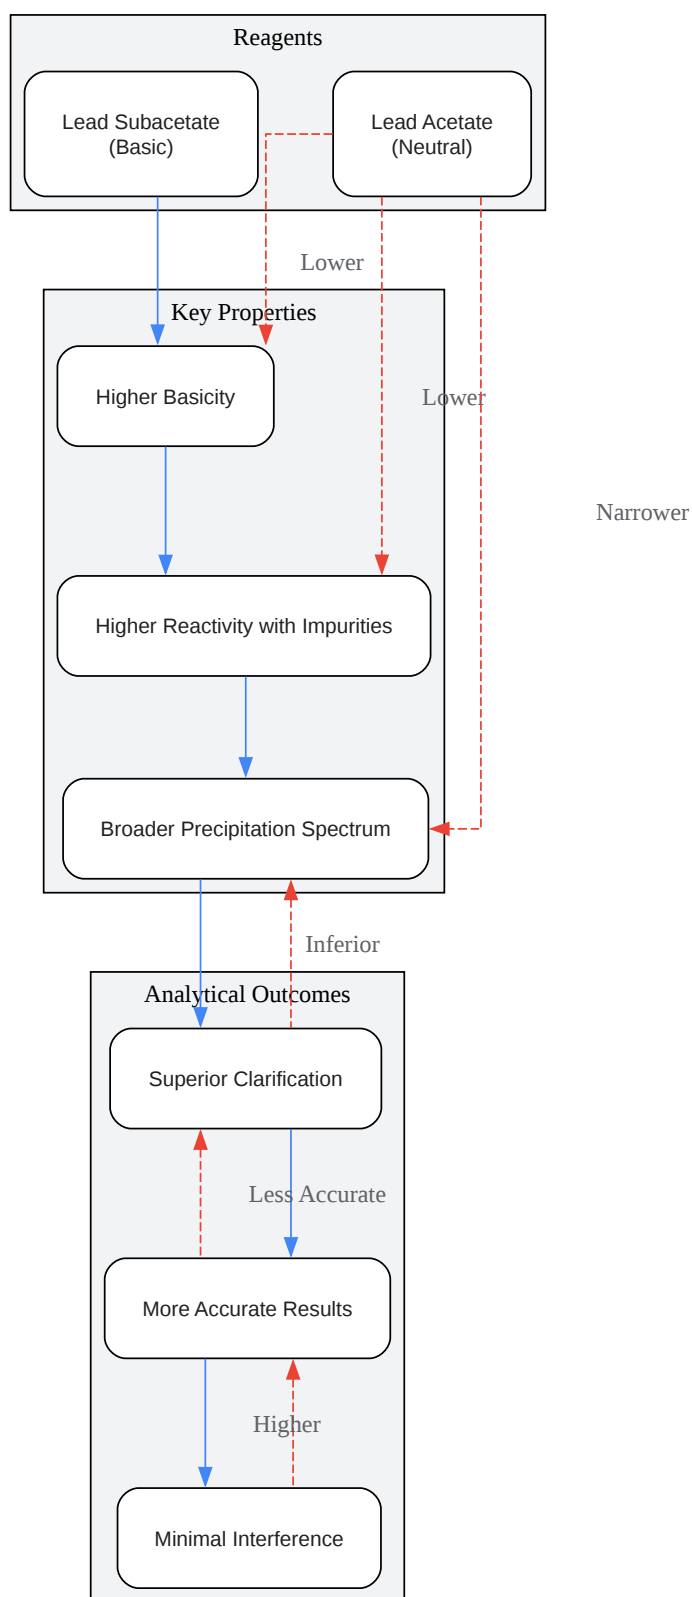 Reagents
Lead Subacetate
(Basic)
Lead Acetate
(Neutral)
Lower
Key Properties
Higher Basicity
Lower
Narrower
Higher Reactivity with Impurities
Broader Precipitation Spectrum
Inferior
Analytical Outcomes
Superior Clarification
Less Accurate
More Accurate Results
Higher
Minimal Interference